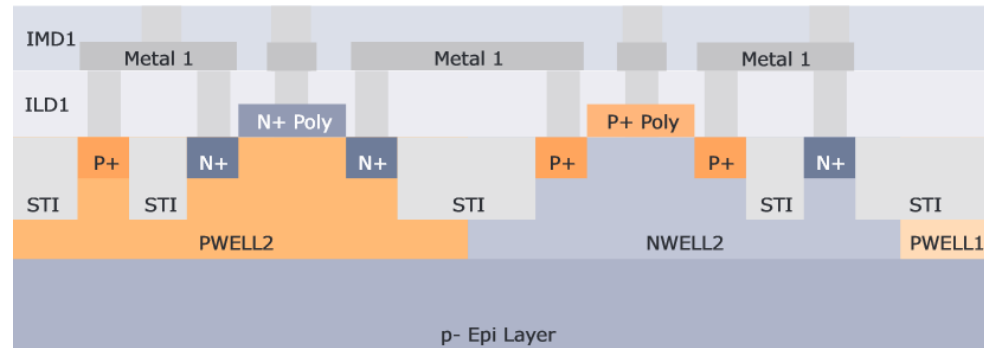 IMD1
Metal 1
Metal 1
Metal 1
ILD1
N+ Poly
P+ Poly
P+
N+
N+
P+
P+
N+
STI
STI
STI
STI
STI
PWELL2
NWELL2
PWELL1
p- Epi Layer